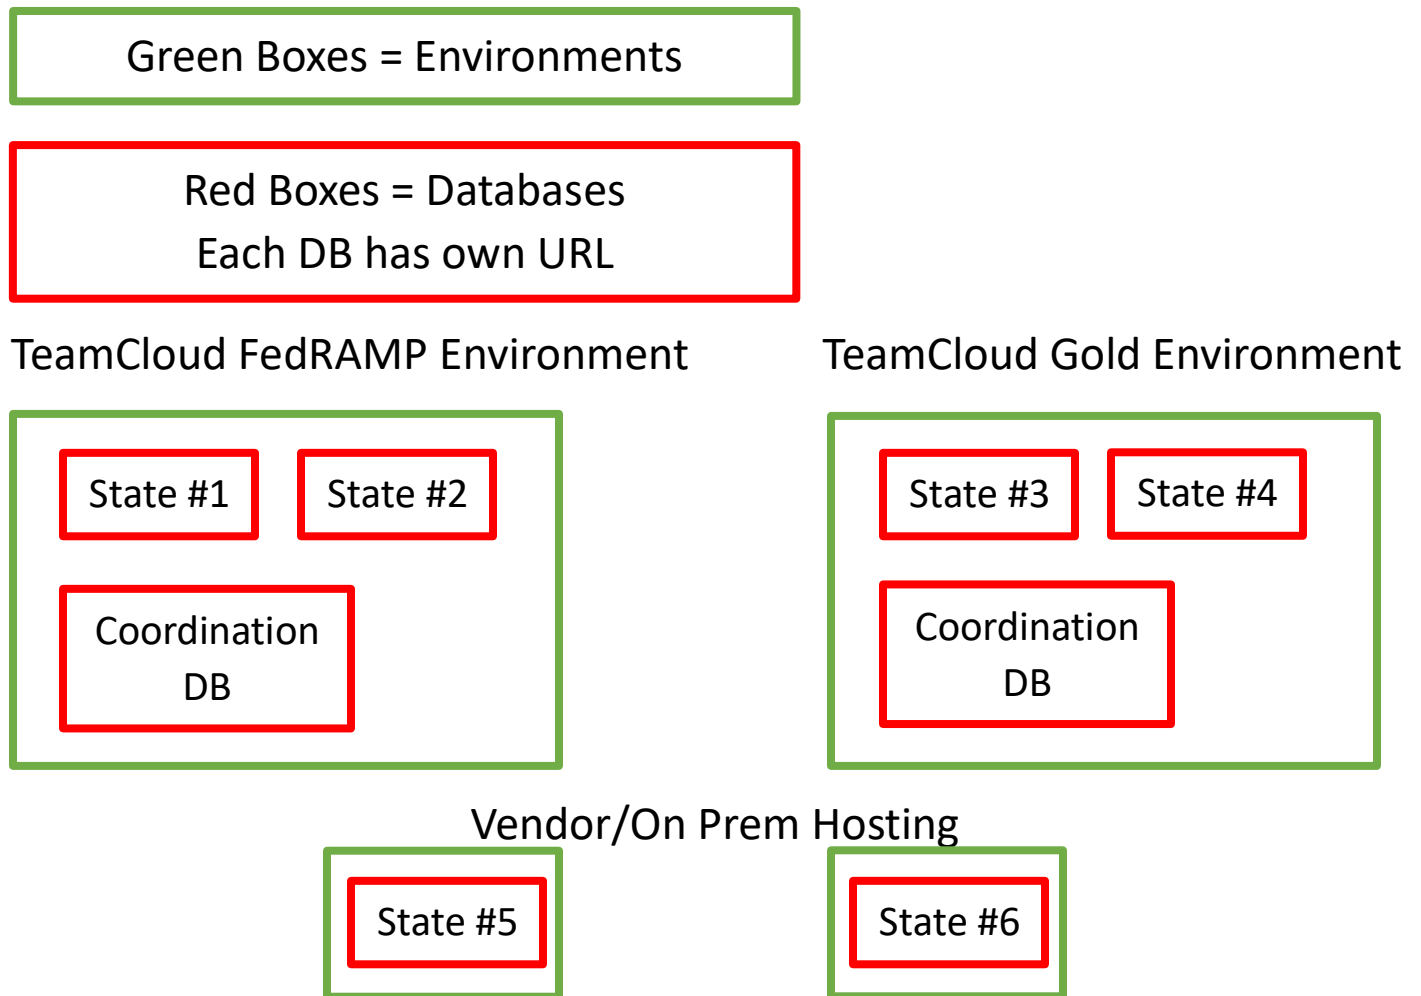 Green Boxes = Environments
Red Boxes = Databases
Each DB has own URL
TeamCloud FedRAMP Environment
TeamCloud Gold Environment
State #1
State #2
State #3
State #4
Coordination
DB
Coordination
DB
Vendor/On Prem Hosting
State #5
State #6